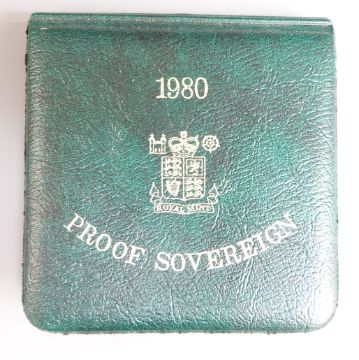 1980
ROYAL MINT
PROOF SOVEREIGN